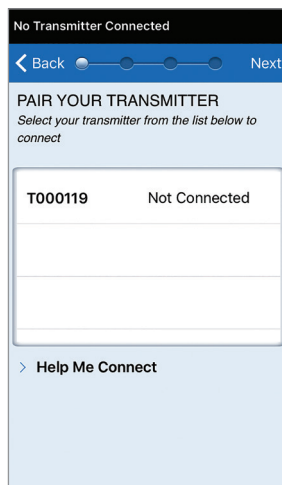 No Transmitter Connected
Back Next
PAIR YOUR TRANSMITTER
Select your transmitter from the list below to
connect
T000119 Not Connected
Help Me Connect